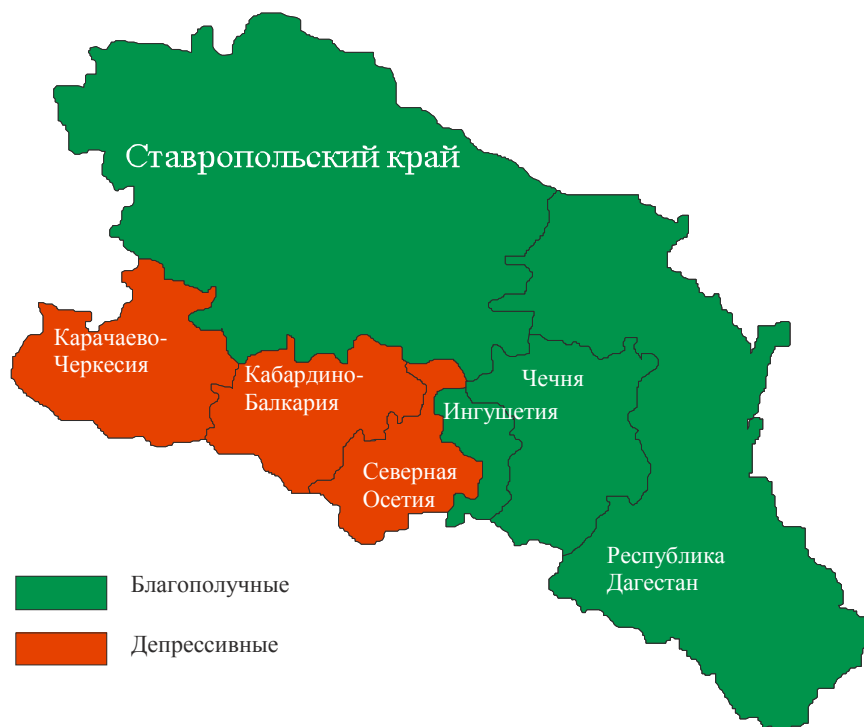 Ставропольский край
Карачаево-
Черкесия
Кабардино-
Балкария
Чечня
Ингушетия
Северная
Осетия
Республика
Дагестан
Благополучные
Депрессивные